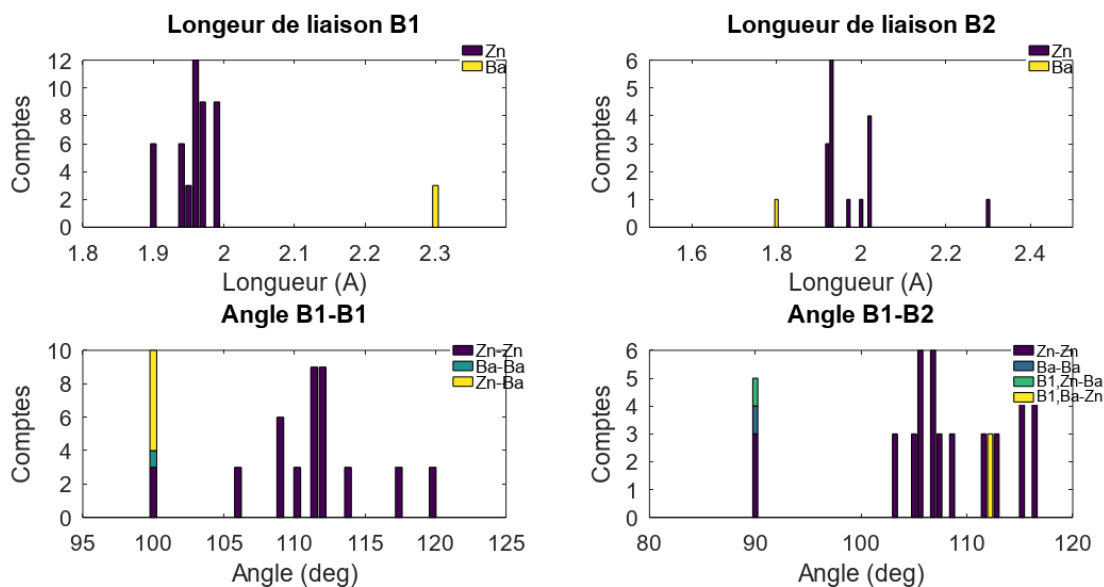 Longeur de liaison B1
Zn
Ba
12
10
8
6
4
2
0
Comptes
1.8 1.9 2 2.1 2.2 2.3
Longueur (A)
Longueur de liaison B2
Zn
Ba
6
5
4
3
2
1
0
Comptes
1.6 1.8 2 2.2 2.4
Longueur (A)
Angle B1-B1
Zn-Zn
Ba-Ba
Zn-Ba
10
8
6
4
2
0
Comptes
95 100 105 110 115 120 125
Angle (deg)
Angle B1-B2
Zn-Zn
Ba-Ba
B1,Zn-Ba
B1,Ba-Zn
6
5
4
3
2
1
0
Comptes
80 90 100 110 120
Angle (deg)